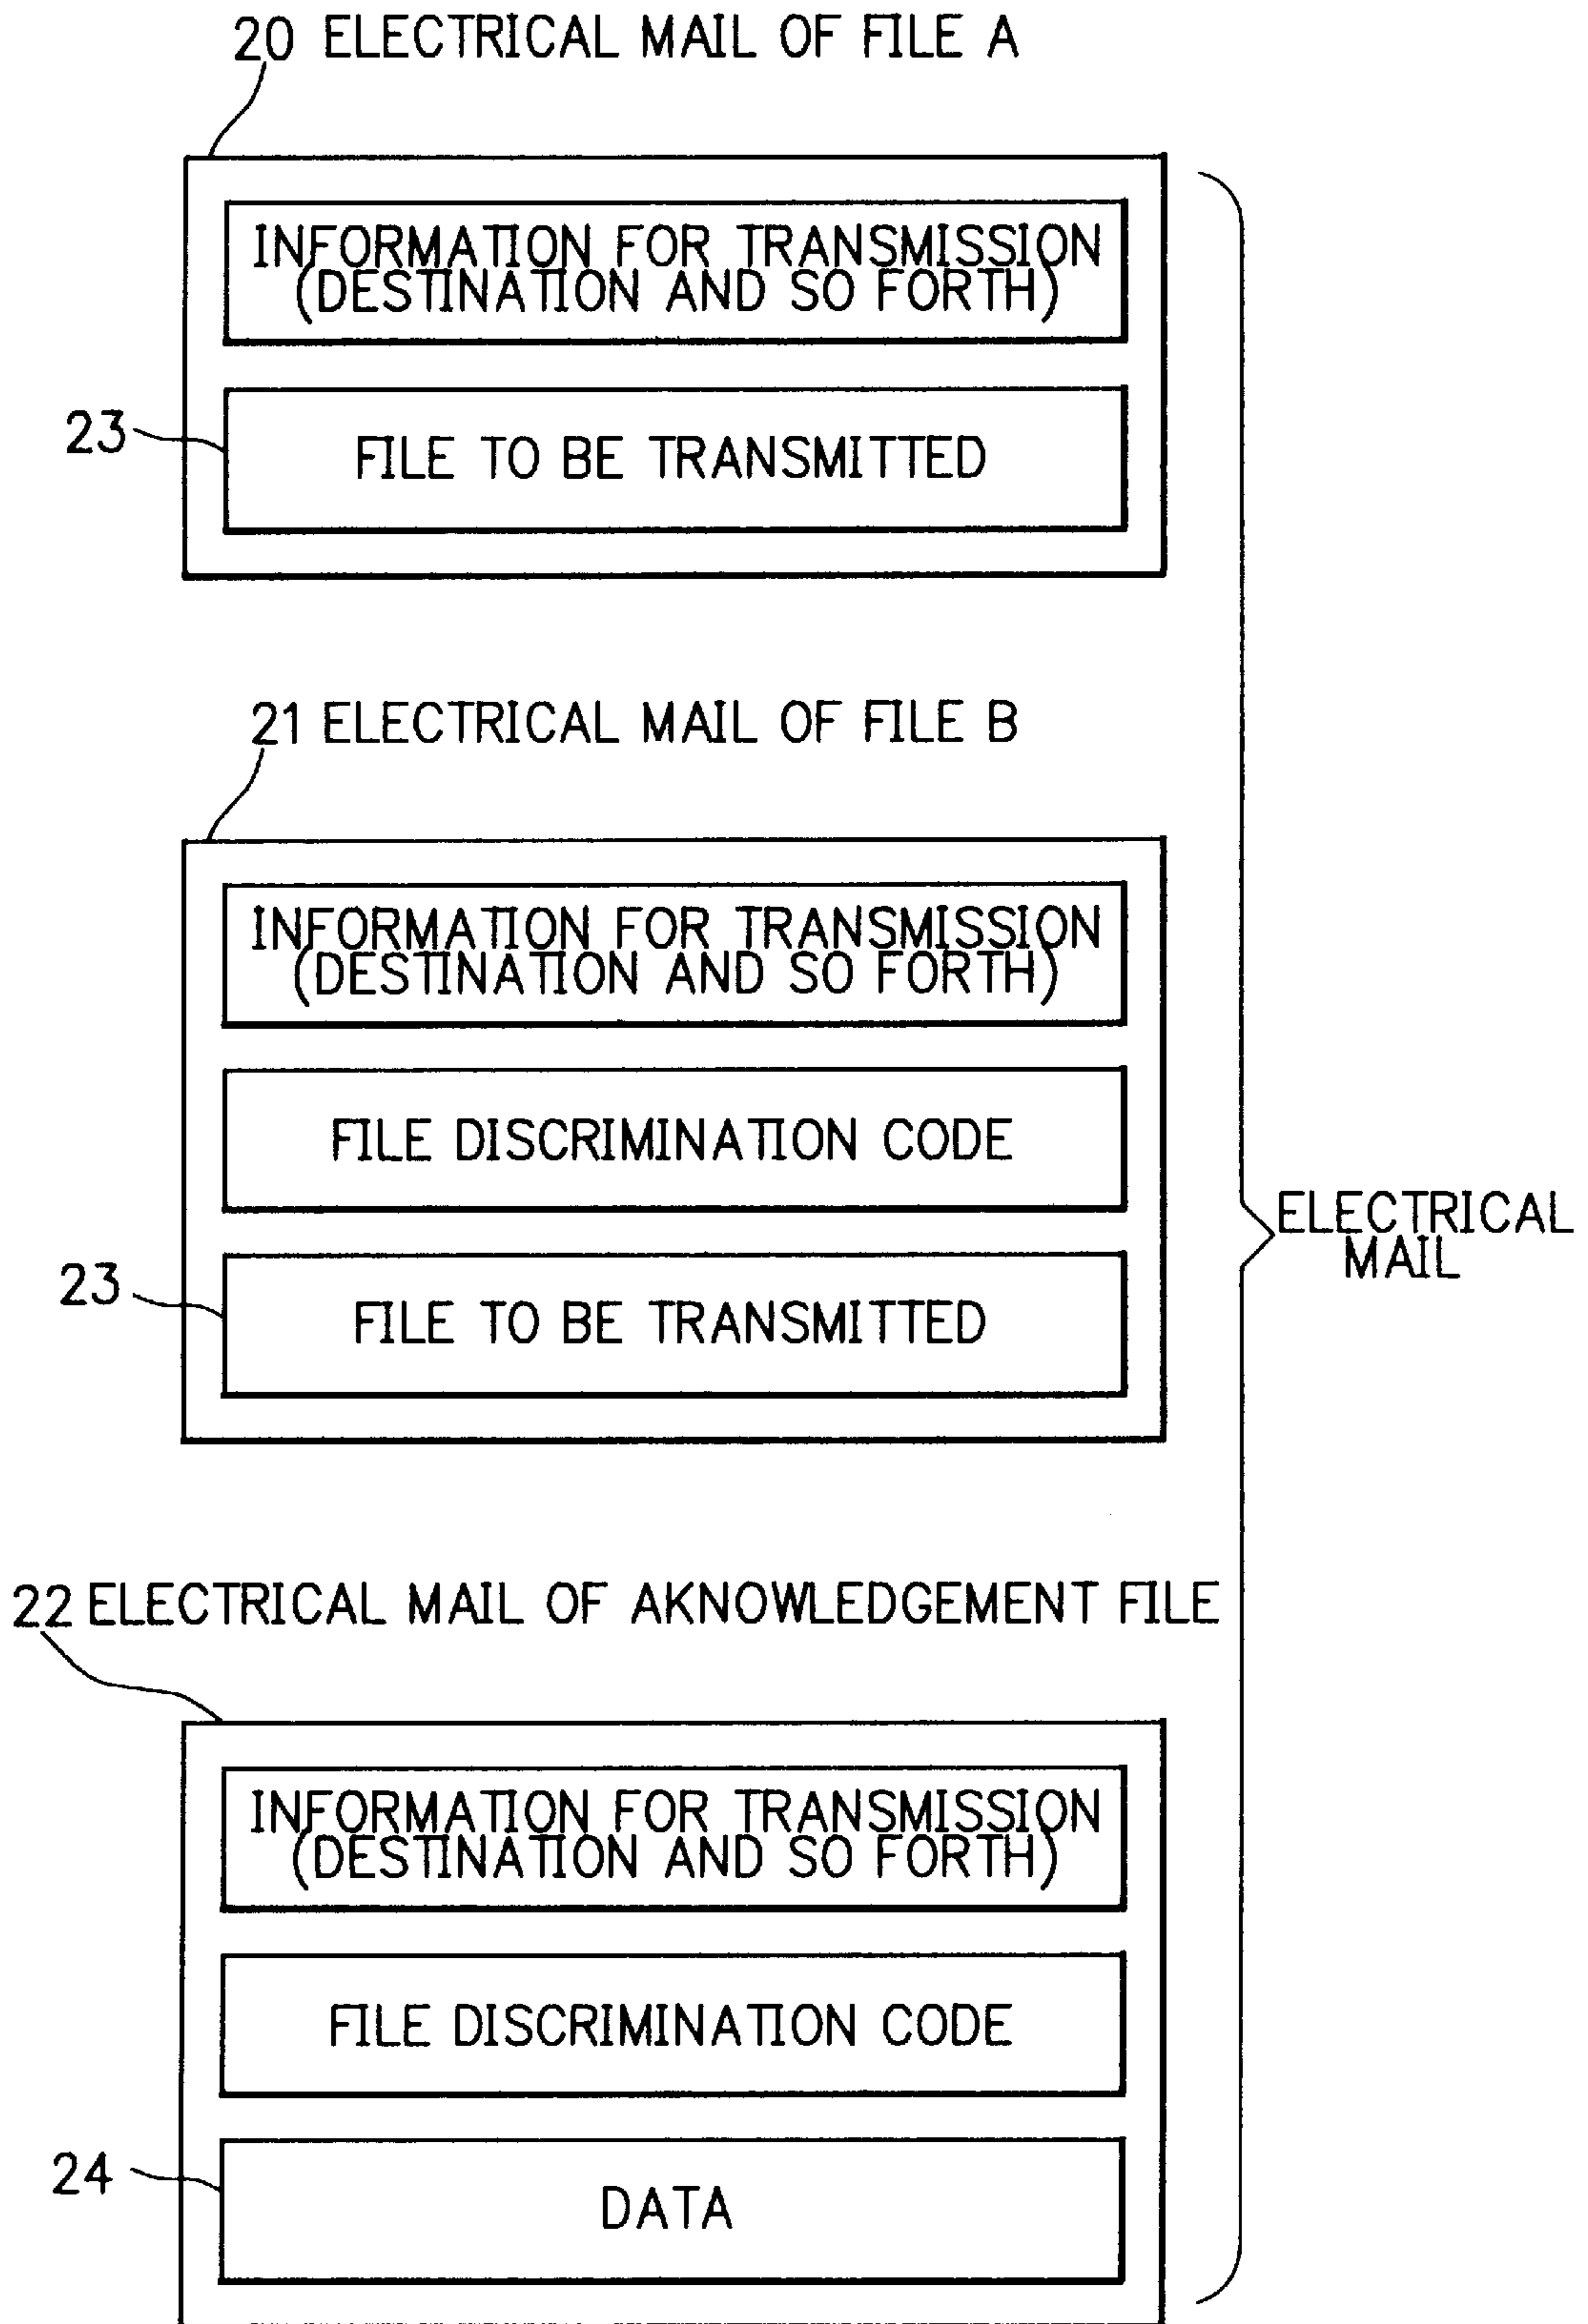 20 ELECTRICAL MAIL OF FILE A
INFORMATION FOR TRANSMISSION
(DESTINATION AND SO FORTH)
23
FILE TO BE TRANSMITTED
21 ELECTRICAL MAIL OF FILE B
INFORMATION FOR TRANSMISSION
(DESTINATION AND SO FORTH)
FILE DISCRIMINATION CODE
ELECTRICAL
MAIL
23
FILE TO BE TRANSMITTED
22 ELECTRICAL MAIL OF AKNOWLEDGEMENT FILE
INFORMATION FOR TRANSMISSION
(DESTINATION AND SO FORTH)
FILE DISCRIMINATION CODE
24
DATA